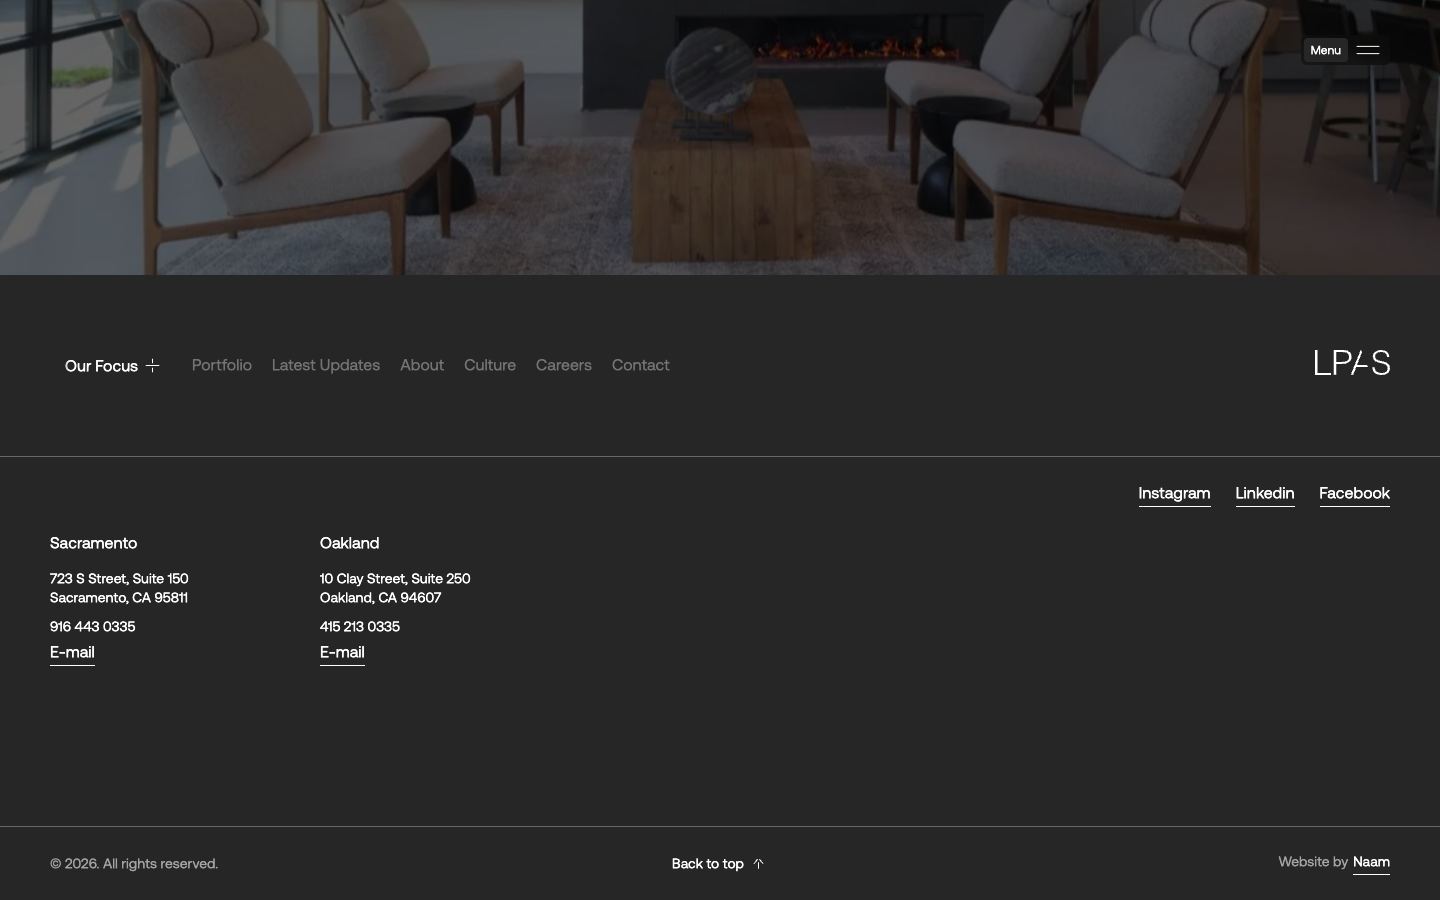 Menu
Our Focus
Portfolio
Latest Updates
About
Culture
Careers
Contact
LPAS
Instagram
Linkedin
Facebook
Sacramento
723 S Street, Suite 150
Sacramento, CA 95811
916 443 0335
E-mail
Oakland
10 Clay Street, Suite 250
Oakland, CA 94607
415 213 0335
E-mail
© 2026. All rights reserved.
Back to top
Website by Naam